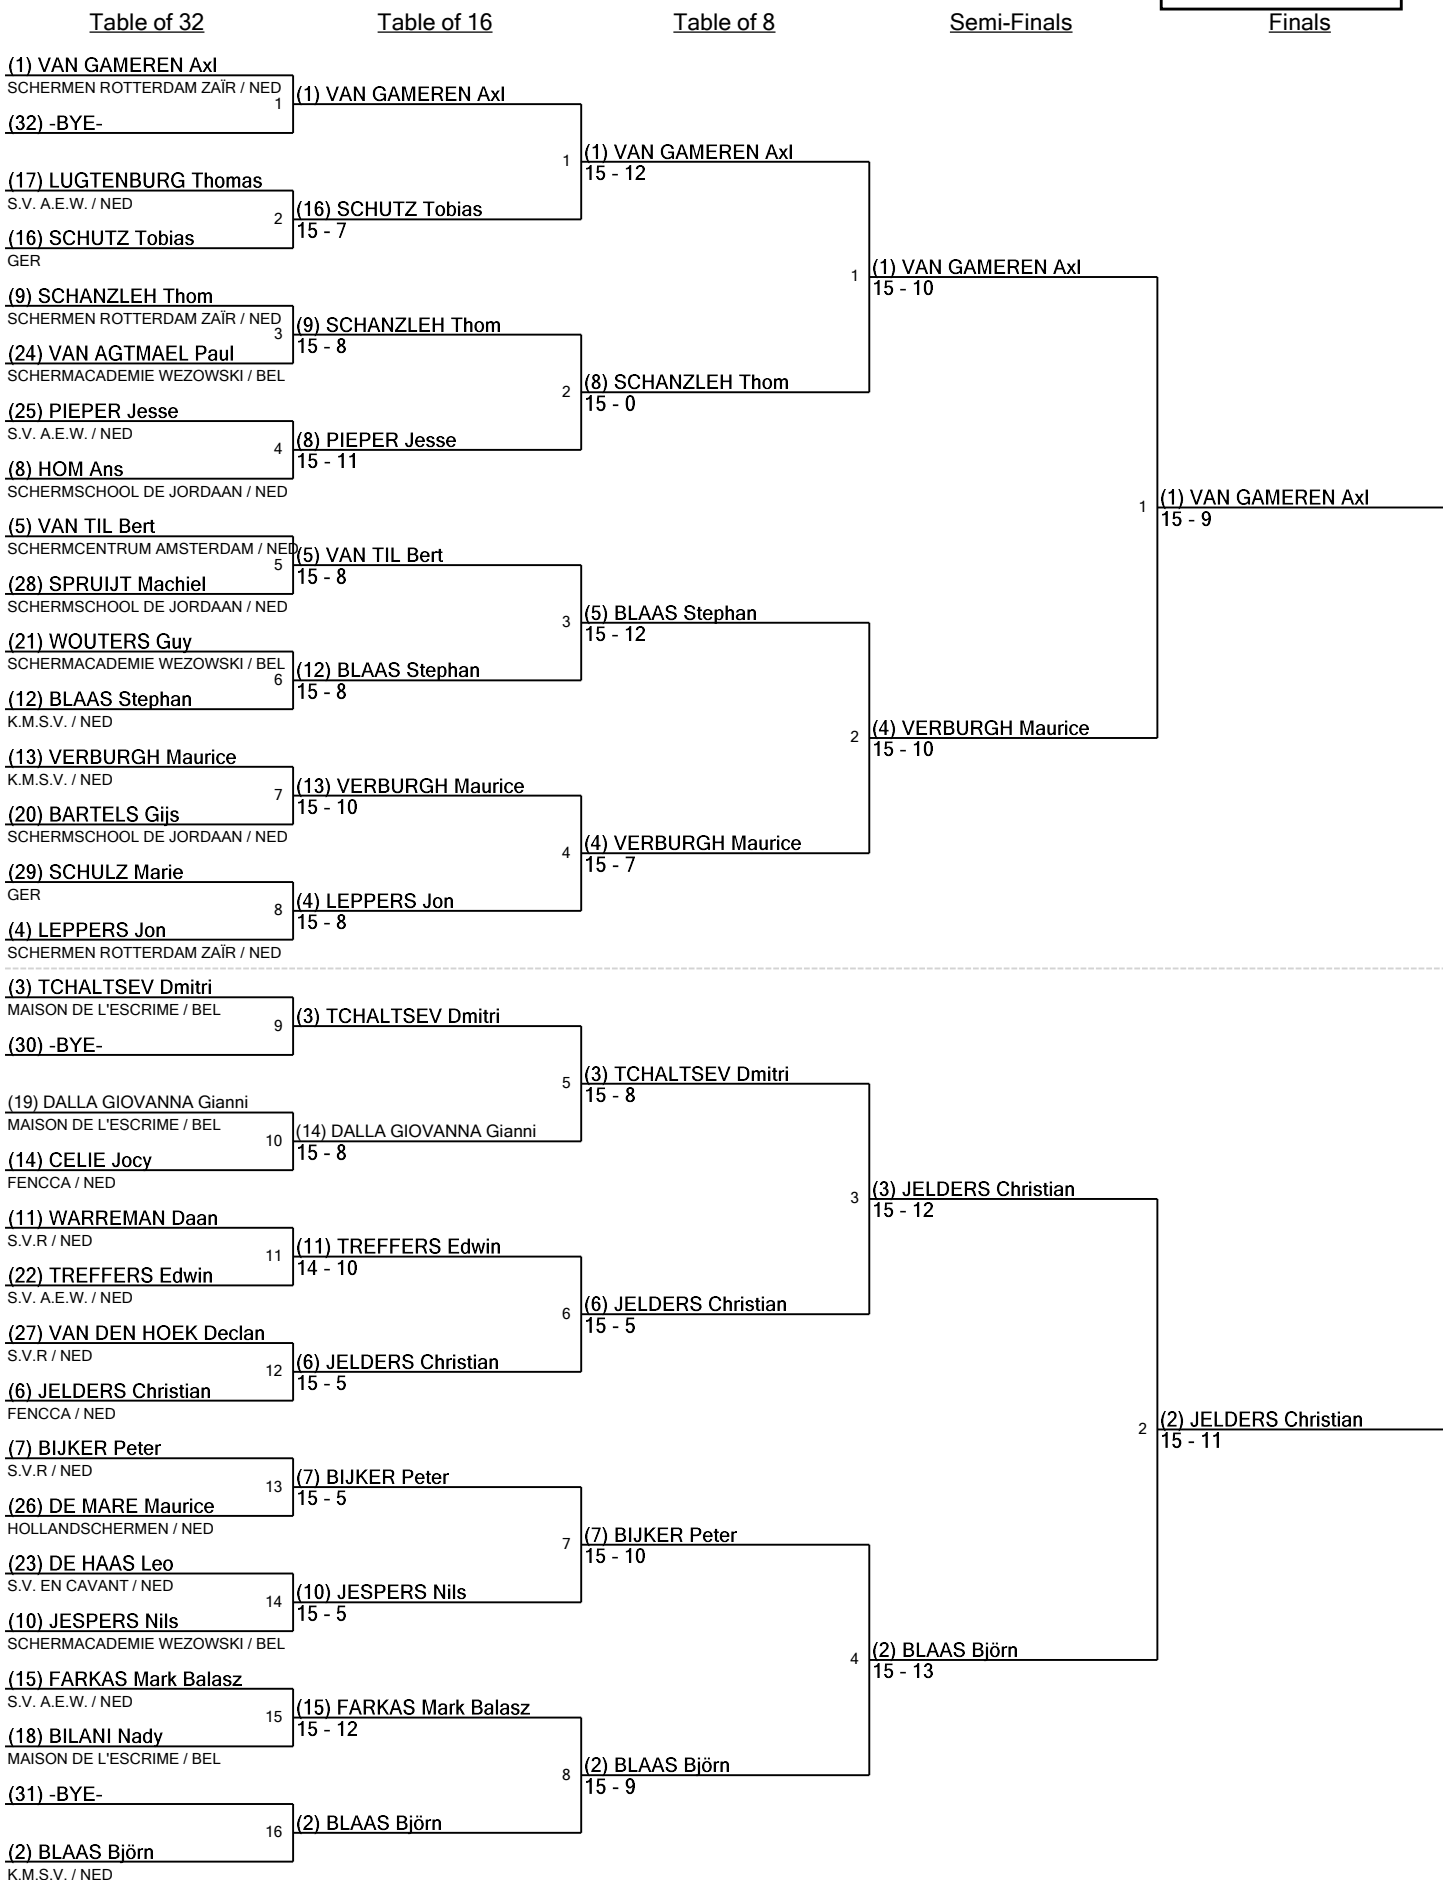 Table of 32
Table of 16
Table of 8
Semi-Finals
Finals
(1) VAN GAMEREN Axl
SCHERMEN ROTTERDAM ZAÏR / NED
1
(32) -BYE-
(17) LUGTENBURG Thomas
S.V. A.E.W. / NED
2
(16) SCHUTZ Tobias
GER
(9) SCHANZLEH Thom
SCHERMEN ROTTERDAM ZAÏR / NED
3
(24) VAN AGTMAEL Paul
SCHERMACADEMIE WEZOWSKI / BEL
(25) PIEPER Jesse
S.V. A.E.W. / NED
4
(8) HOM Ans
SCHERMSCHOOL DE JORDAAN / NED
(5) VAN TIL Bert
SCHERMCENTRUM AMSTERDAM / NED
5
(28) SPRUIJT Machiel
SCHERMSCHOOL DE JORDAAN / NED
(21) WOUTERS Guy
SCHERMACADEMIE WEZOWSKI / BEL
6
(12) BLAAS Stephan
K.M.S.V. / NED
(13) VERBURGH Maurice
K.M.S.V. / NED
7
(20) BARTELS Gijs
SCHERMSCHOOL DE JORDAAN / NED
(29) SCHULZ Marie
GER
8
(4) LEPPERS Jon
SCHERMEN ROTTERDAM ZAÏR / NED
(3) TCHALTSEV Dmitri
MAISON DE L'ESCRIME / BEL
9
(30) -BYE-
(19) DALLA GIOVANNA Gianni
MAISON DE L'ESCRIME / BEL
10
(14) CELIE Jocy
FENCCA / NED
(11) WARREMAN Daan
S.V.R / NED
11
(22) TREFFERS Edwin
S.V. A.E.W. / NED
(27) VAN DEN HOEK Declan
S.V.R / NED
12
(6) JELDERS Christian
FENCCA / NED
(7) BIJKER Peter
S.V.R / NED
13
(26) DE MARE Maurice
HOLLANDSCHERMEN / NED
(23) DE HAAS Leo
S.V. EN CAVANT / NED
14
(10) JESPERS Nils
SCHERMACADEMIE WEZOWSKI / BEL
(15) FARKAS Mark Balasz
S.V. A.E.W. / NED
15
(18) BILANI Nady
MAISON DE L'ESCRIME / BEL
(31) -BYE-
16
(2) BLAAS Björn
K.M.S.V. / NED
(1) VAN GAMEREN Axl
1
(16) SCHUTZ Tobias
15 - 7
(9) SCHANZLEH Thom
15 - 8
2
(8) PIEPER Jesse
15 - 11
(5) VAN TIL Bert
15 - 8
3
(12) BLAAS Stephan
15 - 8
(13) VERBURGH Maurice
15 - 10
4
(4) LEPPERS Jon
15 - 8
(3) TCHALTSEV Dmitri
5
(14) DALLA GIOVANNA Gianni
15 - 8
(11) TREFFERS Edwin
14 - 10
6
(6) JELDERS Christian
15 - 5
(7) BIJKER Peter
15 - 5
7
(10) JESPERS Nils
15 - 5
(15) FARKAS Mark Balasz
15 - 12
8
(2) BLAAS Björn
(1) VAN GAMEREN Axl
15 - 12
1
(8) SCHANZLEH Thom
15 - 0
(5) BLAAS Stephan
15 - 12
2
(4) VERBURGH Maurice
15 - 7
(3) TCHALTSEV Dmitri
15 - 8
3
(6) JELDERS Christian
15 - 5
(7) BIJKER Peter
15 - 10
4
(2) BLAAS Björn
15 - 9
(1) VAN GAMEREN Axl
15 - 10
1
(4) VERBURGH Maurice
15 - 10
(3) JELDERS Christian
15 - 12
2
(2) BLAAS Björn
15 - 13
(1) VAN GAMEREN Axl
15 - 9
(2) JELDERS Christian
15 - 11